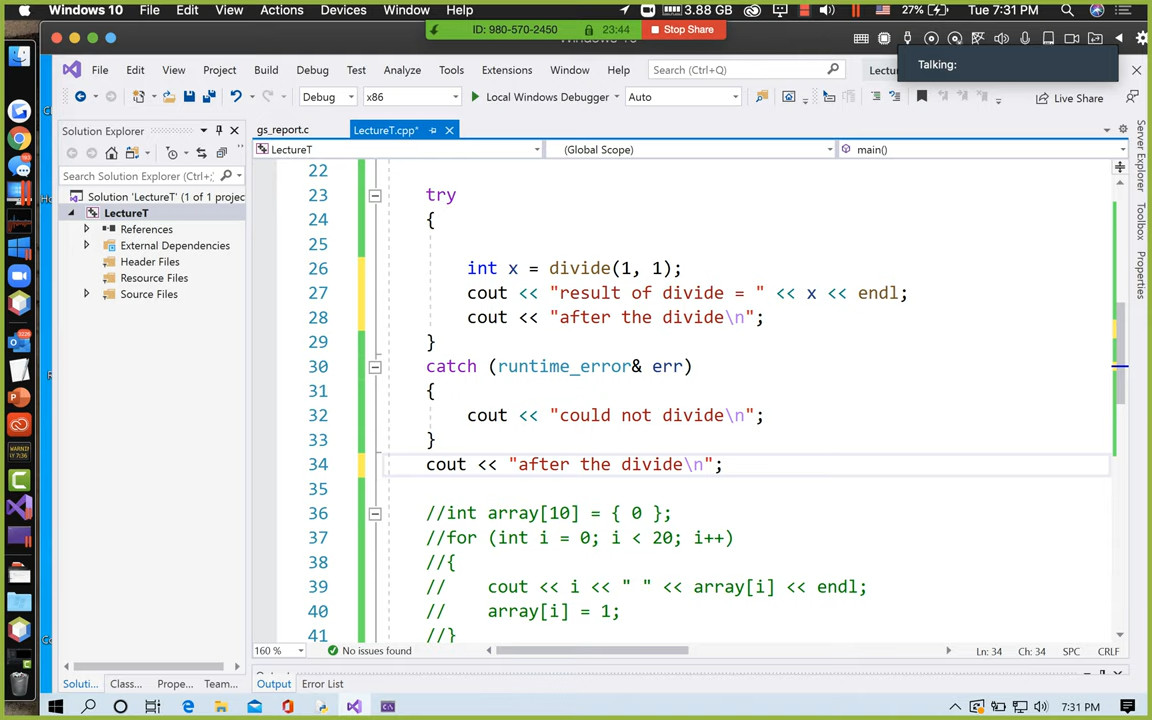 Windows 10 File Edit View Actions Devices Window Help 3.88 GB 27% Tue 7:31 PM
ID: 980-570-2450 23:44 Stop Share
Talking:
File Edit View Project Build Debug Test Analyze Tools Extensions Window Help Search (Ctrl+Q) Lectu
Debug x86 Local Windows Debugger Auto Live Share
Solution Explorer
gs_report.c LectureT.cpp*
LectureT (Global Scope) main()
Search Solution Explorer (Ctrl+;
Solution 'LectureT' (1 of 1 projec
LectureT
References
External Dependencies
Header Files
Resource Files
Source Files
22
23 try
24 {
25
26 int x = divide(1, 1);
27 cout << "result of divide = " << x << endl;
28 cout << "after the divide\n";
29 }
30 catch (runtime_error& err)
31 {
32 cout << "could not divide\n";
33 }
34 cout << "after the divide\n";
35
36 //int array[10] = { 0 };
37 //for (int i = 0; i < 20; i++)
38 //{
39 // cout << i << " " << array[i] << endl;
40 // array[i] = 1;
41 //}
160 % No issues found Ln: 34 Ch: 34 SPC CRLF
Soluti... Class... Prope... Team...
Output Error List
Server Explorer
Toolbox
Properties
7:31 PM